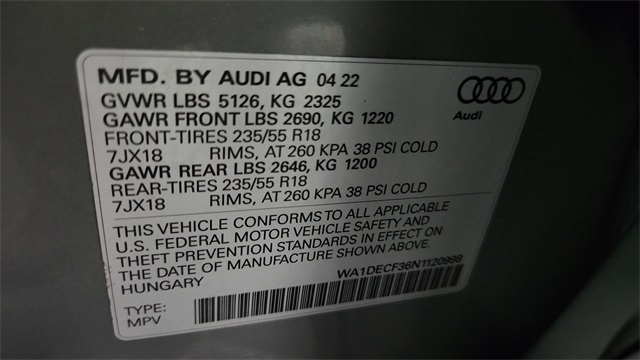 MFD. BY AUDI AG 04 22
GVWR LBS 5126, KG 2325
GAWR FRONT LBS 2690, KG 1220
FRONT-TIRES 235/55 R18
7JX18 RIMS, AT 260 KPA 38 PSI COLD
GAWR REAR LBS 2646, KG 1200
REAR-TIRES 235/55 R18
7JX18 RIMS, AT 260 KPA 38 PSI COLD
Audi
THIS VEHICLE CONFORMS TO ALL APPLICABLE
U.S. FEDERAL MOTOR VEHICLE SAFETY AND
THEFT PREVENTION STANDARDS IN EFFECT ON
THE DATE OF MANUFACTURE SHOWN ABOVE.
HUNGARY
WA1DECF36N1120998
TYPE:
MPV